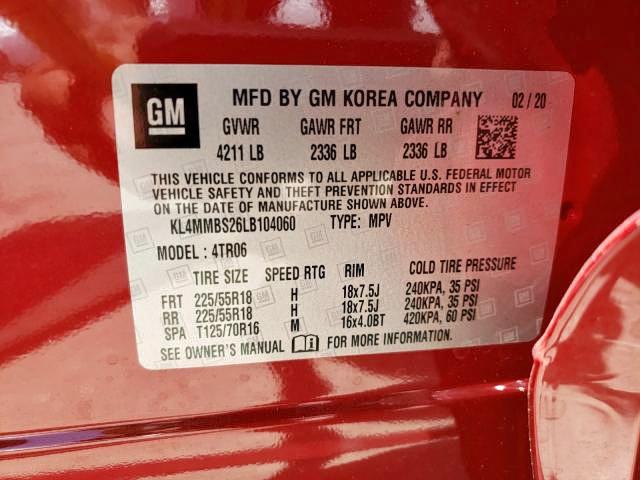 GM MFD BY GM KOREA COMPANY 02 / 20
GVWR GAWR FRT GAWR RR
4211 LB 2336 LB 2336 LB
THIS VEHICLE CONFORMS TO ALL APPLICABLE U.S. FEDERAL MOTOR
VEHICLE SAFETY AND THEFT PREVENTION STANDARDS IN EFFECT
ON THE DATE OF MANUFACTURE SHOWN ABOVE.
KL4MMBS26LB104060 TYPE: MPV
MODEL : 4TR06
TIRE SIZE SPEED RTG RIM COLD TIRE PRESSURE
FRT 225/55R18 H 18x7.5J 240KPA, 35 PSI
RR 225/55R18 H 18x7.5J 240KPA, 35 PSI
SPA T125/70R16 M 16x4.0BT 420KPA, 60 PSI
SEE OWNER'S MANUAL FOR MORE INFORMATION.